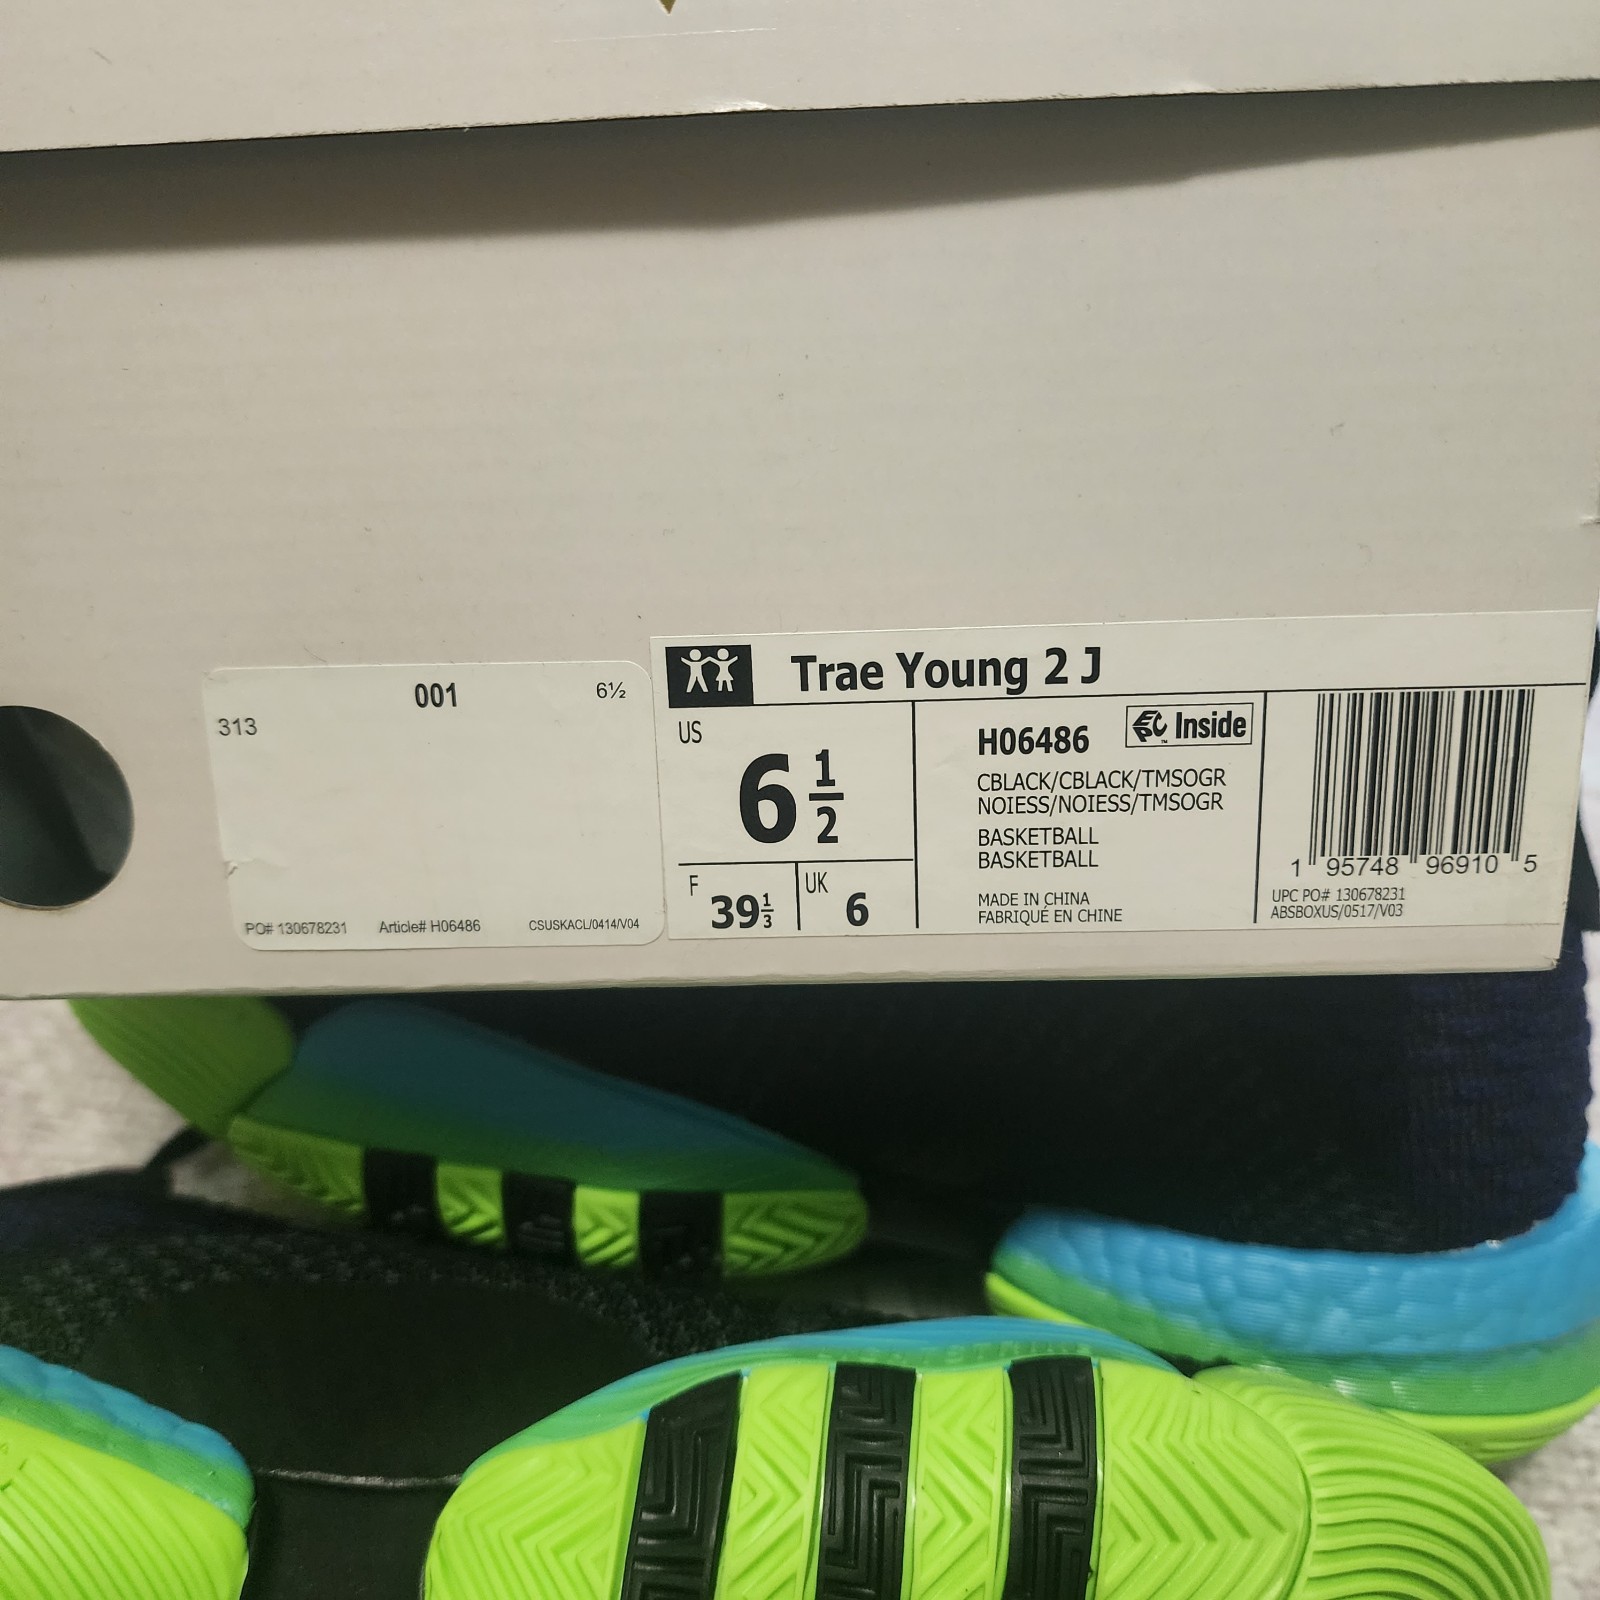 001
6½
313
PO# 130678231
Article# H06486
CSUSKACL/0414/V04
Trae Young 2 J
US
6 1/2
F
39 1/3
UK
6
H06486
Inside
CBLACK/CBLACK/TMSOGR
NOIESS/NOIESS/TMSOGR
BASKETBALL
BASKETBALL
MADE IN CHINA
FABRIQUÉ EN CHINE
1 95748 96910 5
UPC PO# 130678231
ABSBOXUS/0517/V03